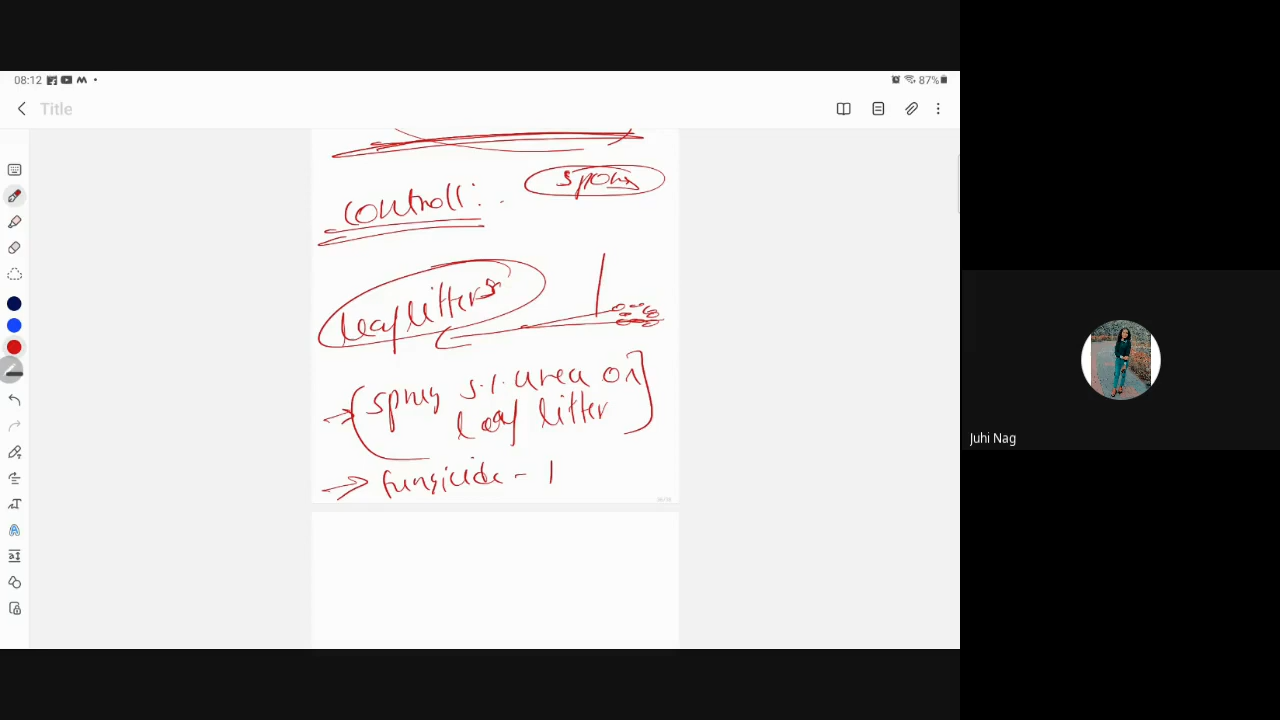 08:12
87%
Title
spores
controll:
leaf litters
→ [spray 5.1. urea on
leaf litter]
→ fungicide -
Juhi Nag